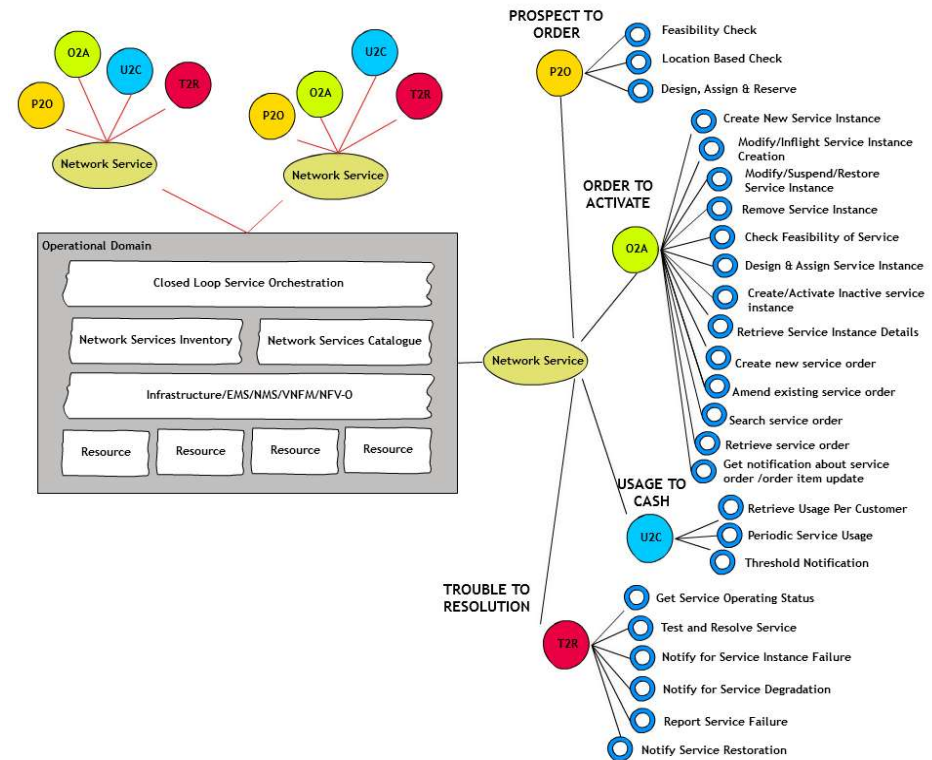 O2A
U2C
T2R
P2O
Network Service
U2C
O2A
T2R
P2O
Network Service
Operational Domain
Closed Loop Service Orchestration
Network Services Inventory
Network Services Catalogue
Infrastructure/EMS/NMS/VNFM/NFV-O
Resource
Resource
Resource
Resource
Network Service
PROSPECT TO
ORDER
P2O
Feasibility Check
Location Based Check
Design, Assign & Reserve
ORDER TO
ACTIVATE
O2A
Create New Service Instance
Modify/Inflight Service Instance
Creation
Modify/Suspend/Restore
Service Instance
Remove Service Instance
Check Feasibility of Service
Design & Assign Service Instance
Create/Activate Inactive service
instance
Retrieve Service Instance Details
Create new service order
Amend existing service order
Search service order
Retrieve service order
Get notification about service
order /order item update
USAGE TO
CASH
U2C
Retrieve Usage Per Customer
Periodic Service Usage
Threshold Notification
TROUBLE TO
RESOLUTION
T2R
Get Service Operating Status
Test and Resolve Service
Notify for Service Instance Failure
Notify for Service Degradation
Report Service Failure
Notify Service Restoration